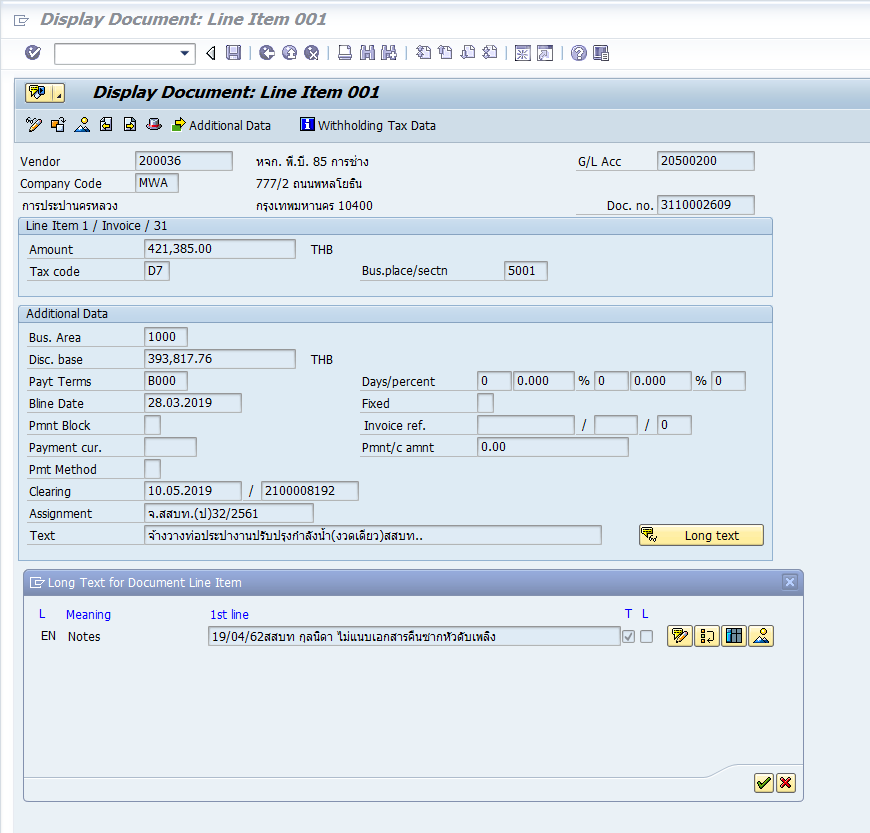 Display Document: Line Item 001
Display Document: Line Item 001
Additional Data Withholding Tax Data
Vendor 200036 หจก. พี.บี. 85 การช่าง G/L Acc 20500200
Company Code MWA 777/2 ถนนพหลโยธิน
การประปานครหลวง กรุงเทพมหานคร 10400 Doc. no. 3110002609
Line Item 1 / Invoice / 31
Amount 421,385.00 THB
Tax code D7 Bus.place/sectn 5001
Additional Data
Bus. Area 1000
Disc. base 393,817.76 THB
Payt Terms B000 Days/percent 0 0.000 % 0 0.000 % 0
Bline Date 28.03.2019 Fixed
Pmnt Block Invoice ref. / / 0
Payment cur. Pmnt/c amnt 0.00
Pmt Method
Clearing 10.05.2019 / 2100008192
Assignment จ.สสบท.(ป)32/2561
Text จ้างวางท่อประปางานปรับปรุงกำลังน้ำ(งวดเดียว)สสบท.. Long text
Long Text for Document Line Item
L Meaning 1st line T L
EN Notes 19/04/62สสบท กุลนิดา ไม่แนบเอกสารคืนซากหัวดับเพลิง